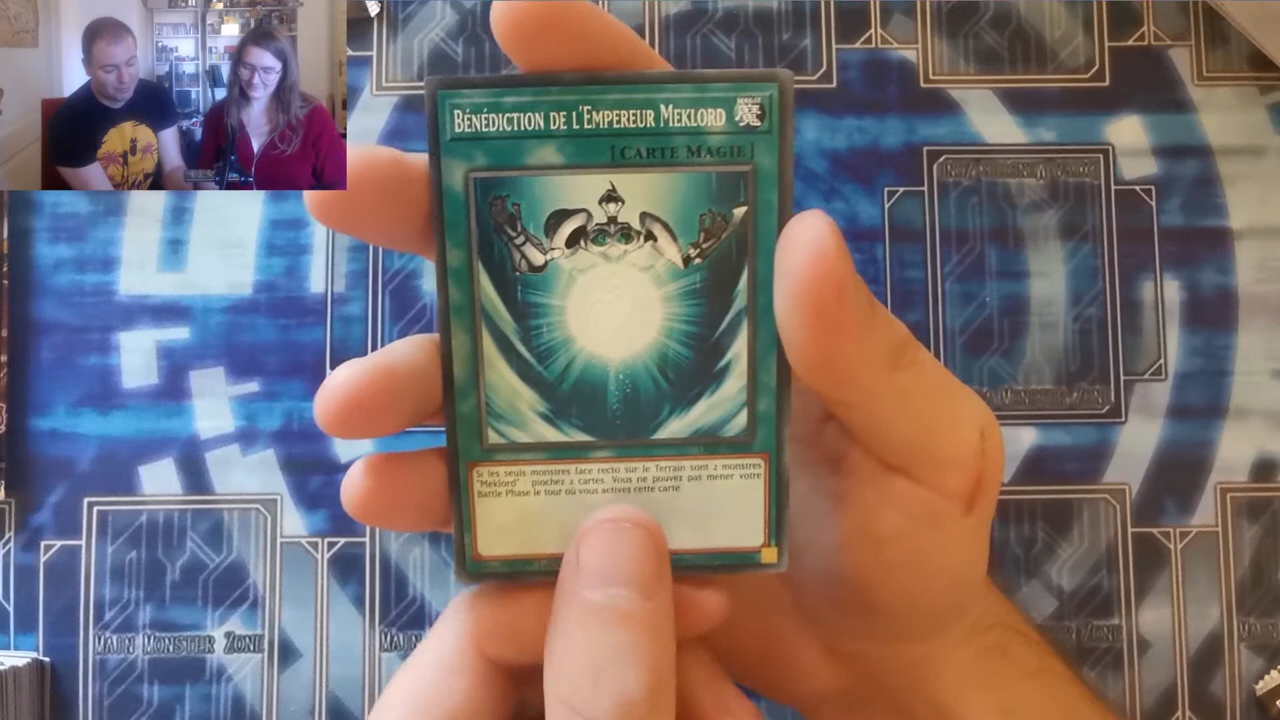 BÉNÉDICTION DE L'EMPEREUR MEKLORD 魔
[CARTE MAGIE]
Si les seuls monstres face recto sur le Terrain sont 2 monstres
"Meklord" : piochez 2 cartes. Vous ne pouvez pas mener votre
Battle Phase le tour où vous activez cette carte.
MAIN MONSTER ZONE
MAIN